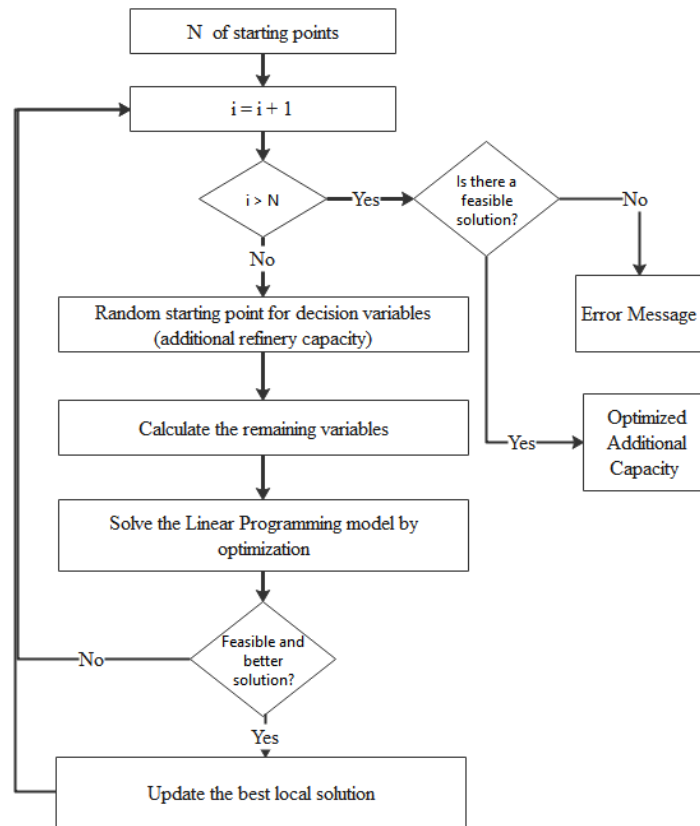 N of starting points
i = i + 1
i > N
Yes
Is there a
feasible
solution?
No
Error Message
Yes
Optimized
Additional
Capacity
No
Random starting point for decision variables
(additional refinery capacity)
Calculate the remaining variables
Solve the Linear Programming model by
optimization
Feasible and
better
solution?
No
Yes
Update the best local solution